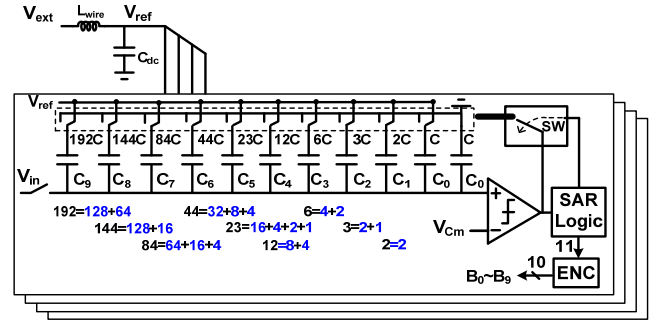 Vext Lwire Vref
Cdc
Vref
192C 144C 84C 44C 23C 12C 6C 3C 2C C C SW
Vin C9 C8 C7 C6 C5 C4 C3 C2 C1 C0 C0
192=128+64 44=32+8+4 6=4+2 + SAR Logic
144=128+16 23=16+4+2+1 3=2+1 VCm −
84=64+16+4 12=8+4 2=2 11
B0~B9 10 ENC